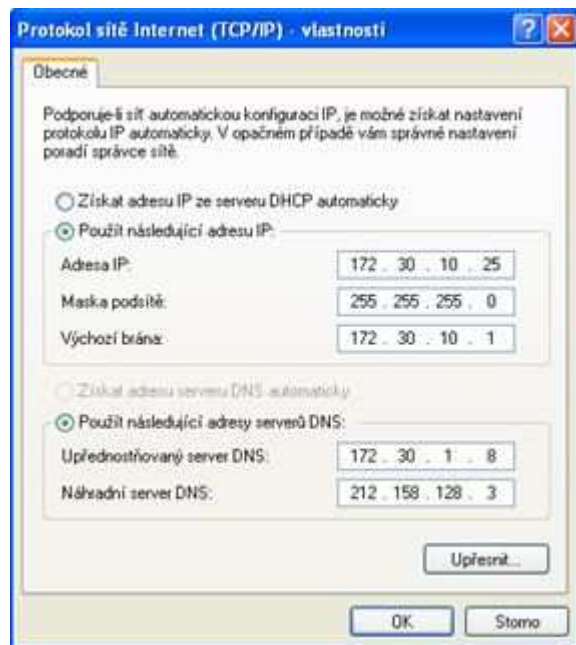 Protokol sítě Internet (TCP/IP) - vlastnosti
Obecné
Podporuje-li síť automatickou konfiguraci IP, je možné získat nastavení
protokolu IP automaticky. V opačném případě vám správné nastavení
poradí správce sítě.
Získat adresu IP ze serveru DHCP automaticky
Použít následující adresu IP:
Adresa IP: 172 . 30 . 10 . 25
Maska podsítě: 255 . 255 . 255 . 0
Výchozí brána: 172 . 30 . 10 . 1
Získat adresu serveru DNS automaticky
Použít následující adresy serverů DNS:
Upřednostňovaný server DNS: 172 . 30 . 1 . 8
Náhradní server DNS: 212 . 158 . 128 . 3
Upřesnit...
OK Storno